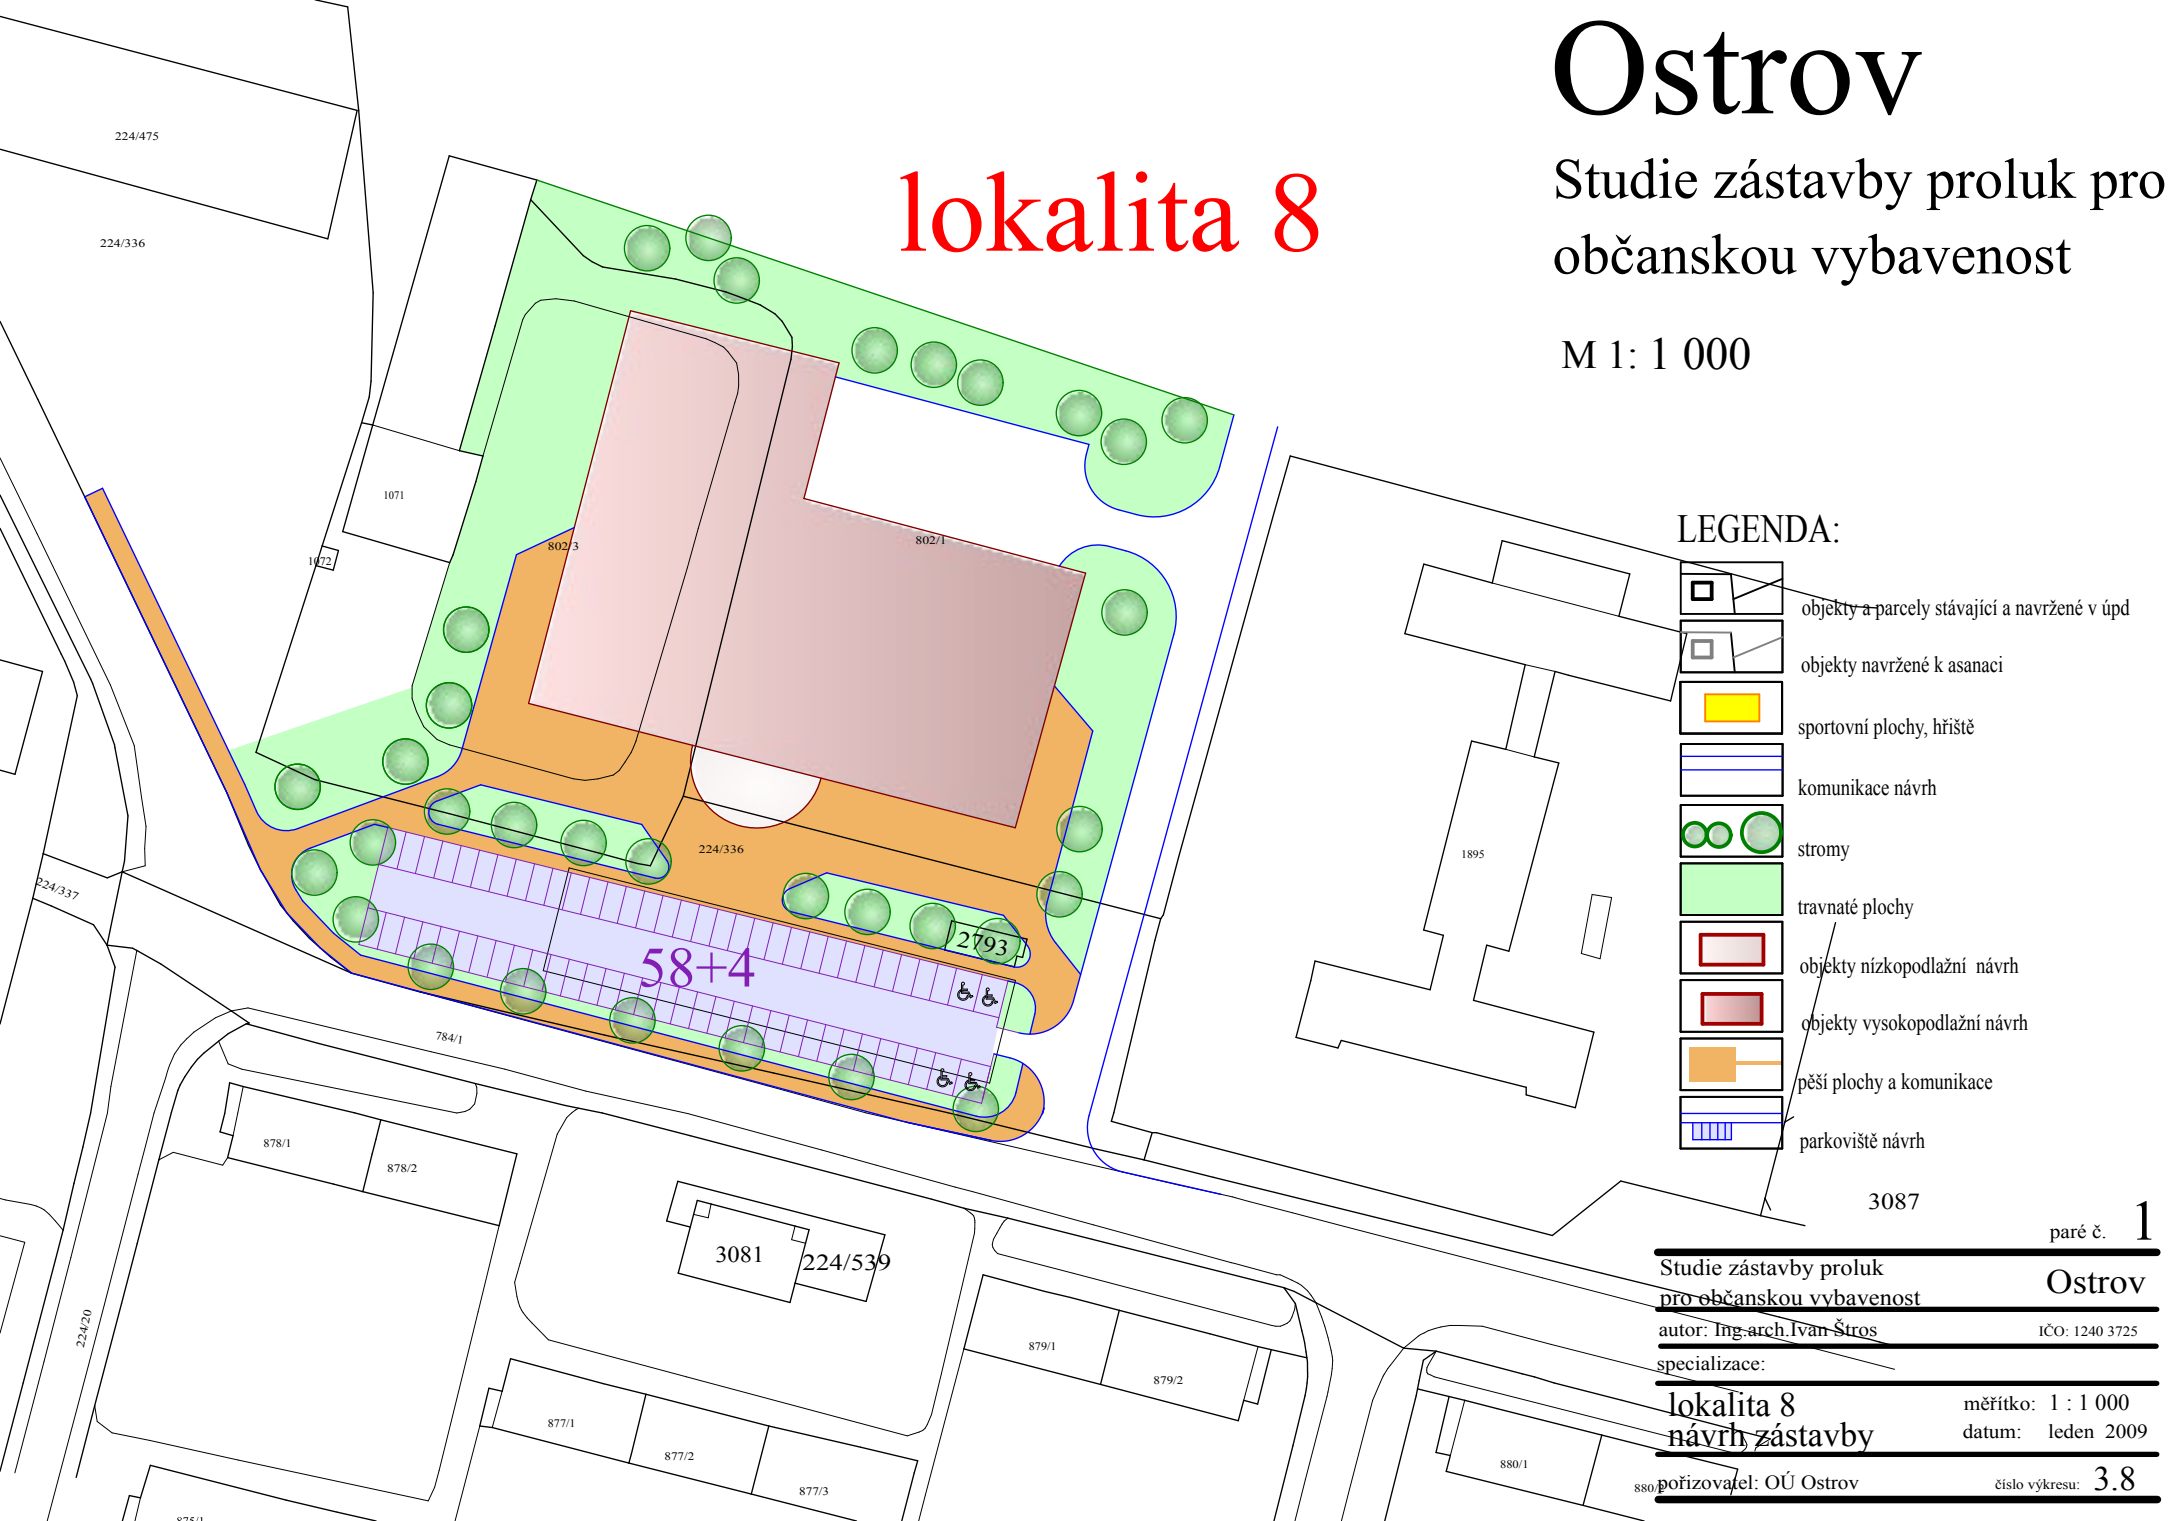 Ostrov
Studie zástavby proluk pro
občanskou vybavenost
M 1: 1 000
lokalita 8
224/475
224/336
1071
1072
802/3
802/1
224/336
224/337
2793
58+4
1895
784/1
878/1
878/2
3081
224/539
224/20
879/1
879/2
877/1
877/2
877/3
880/1
880/2
875/1
3087
LEGENDA:
objekty a parcely stávající a navržené v úpd
objekty navržené k asanaci
sportovní plochy, hřiště
komunikace návrh
stromy
travnaté plochy
objekty nízkopodlažní návrh
objekty vysokopodlažní návrh
pěší plochy a komunikace
parkoviště návrh
paré č. 1
Studie zástavby proluk
pro občanskou vybavenost
Ostrov
autor: Ing.arch.Ivan Štros
IČO: 1240 3725
specializace:
lokalita 8
návrh zástavby
měřítko: 1 : 1 000
datum: leden 2009
pořizovatel: OÚ Ostrov
číslo výkresu: 3.8